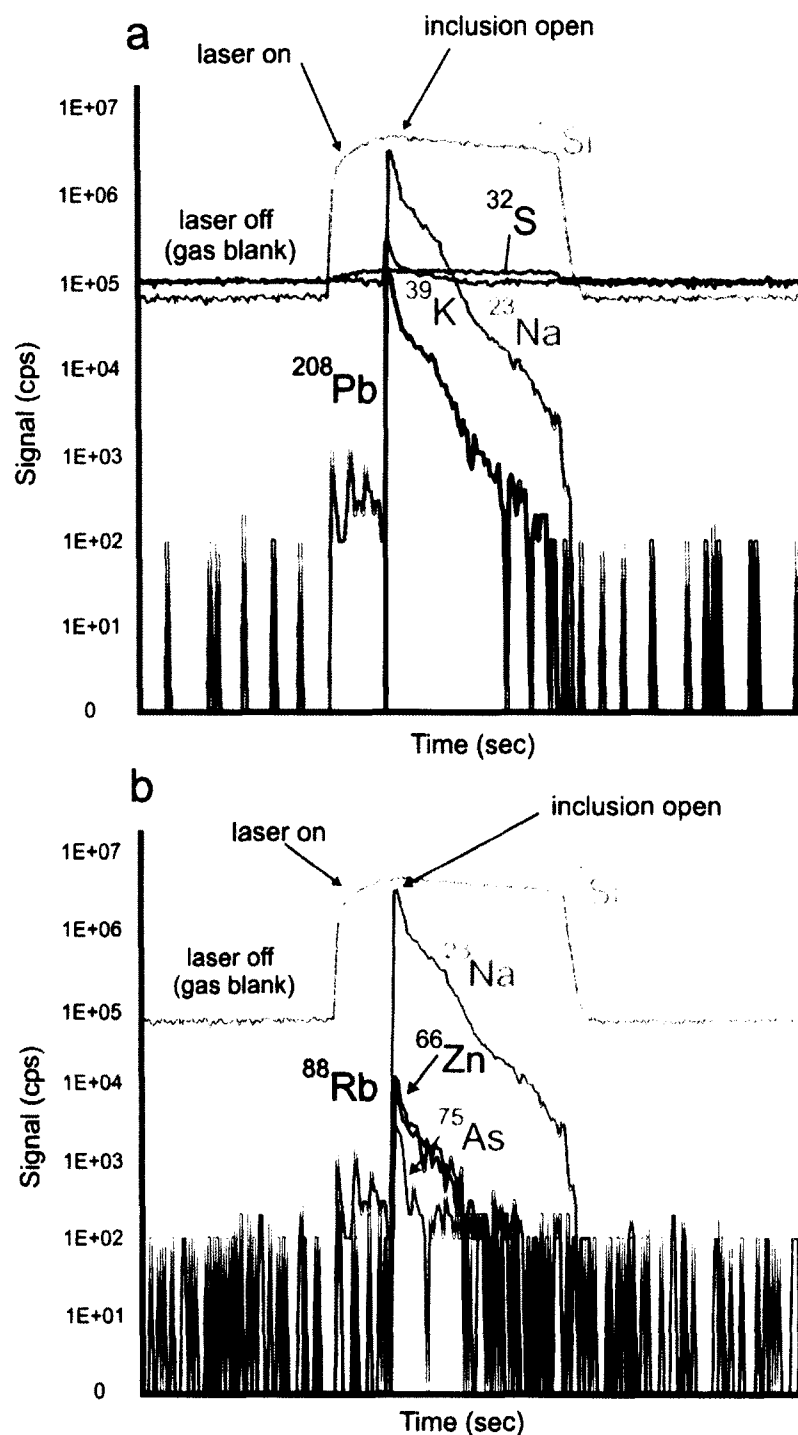 a
inclusion open
laser on
1E+07
1E+06
1E+05
1E+04
1E+03
1E+02
1E+01
0
Signal (cps)
laser off
(gas blank)
Si
32S
39K
23Na
208Pb
Time (sec)
b
inclusion open
laser on
1E+07
1E+06
1E+05
1E+04
1E+03
1E+02
1E+01
0
Signal (cps)
laser off
(gas blank)
Si
23Na
88Rb
66Zn
75As
Time (sec)